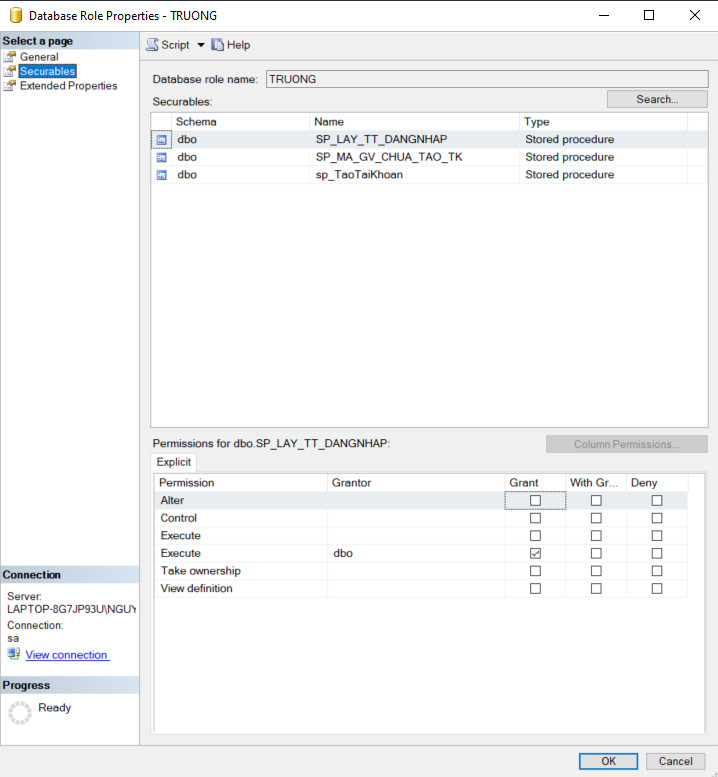 Database Role Properties - TRUONG
Select a page
General
Securables
Extended Properties
Script Help
Database role name: TRUONG
Securables: Search...
Schema Name Type
dbo SP_LAY_TT_DANGNHAP Stored procedure
dbo SP_MA_GV_CHUA_TAO_TK Stored procedure
dbo sp_TaoTaiKhoan Stored procedure
Permissions for dbo.SP_LAY_TT_DANGNHAP: Column Permissions...
Explicit
Permission Grantor Grant With Gr... Deny
Alter
Control
Execute
Execute dbo
Take ownership
View definition
Connection
Server:
LAPTOP-8G7JP93U\NGUY
Connection:
sa
View connection
Progress
Ready
OK Cancel